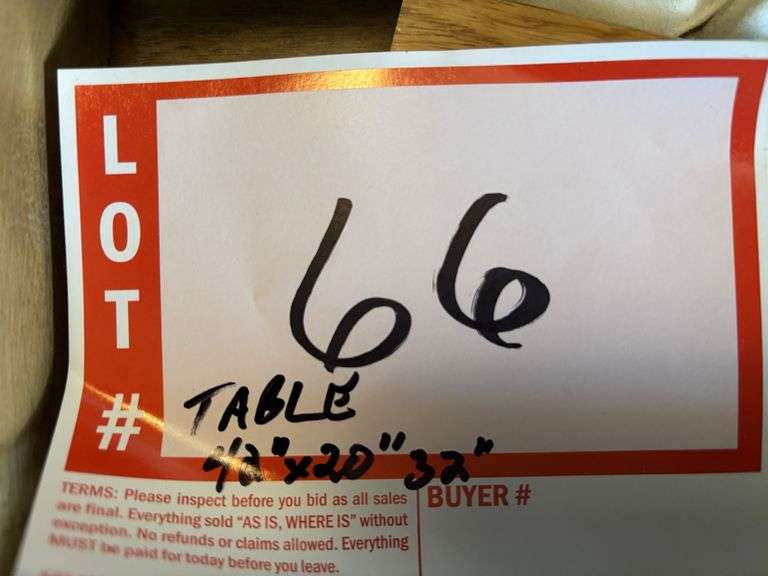 LOT #
66
TABLE
42"x20" 32"
TERMS: Please inspect before you bid as all sales
are final. Everything sold "AS IS, WHERE IS" without
exception. No refunds or claims allowed. Everything
MUST be paid for today before you leave.
BUYER #